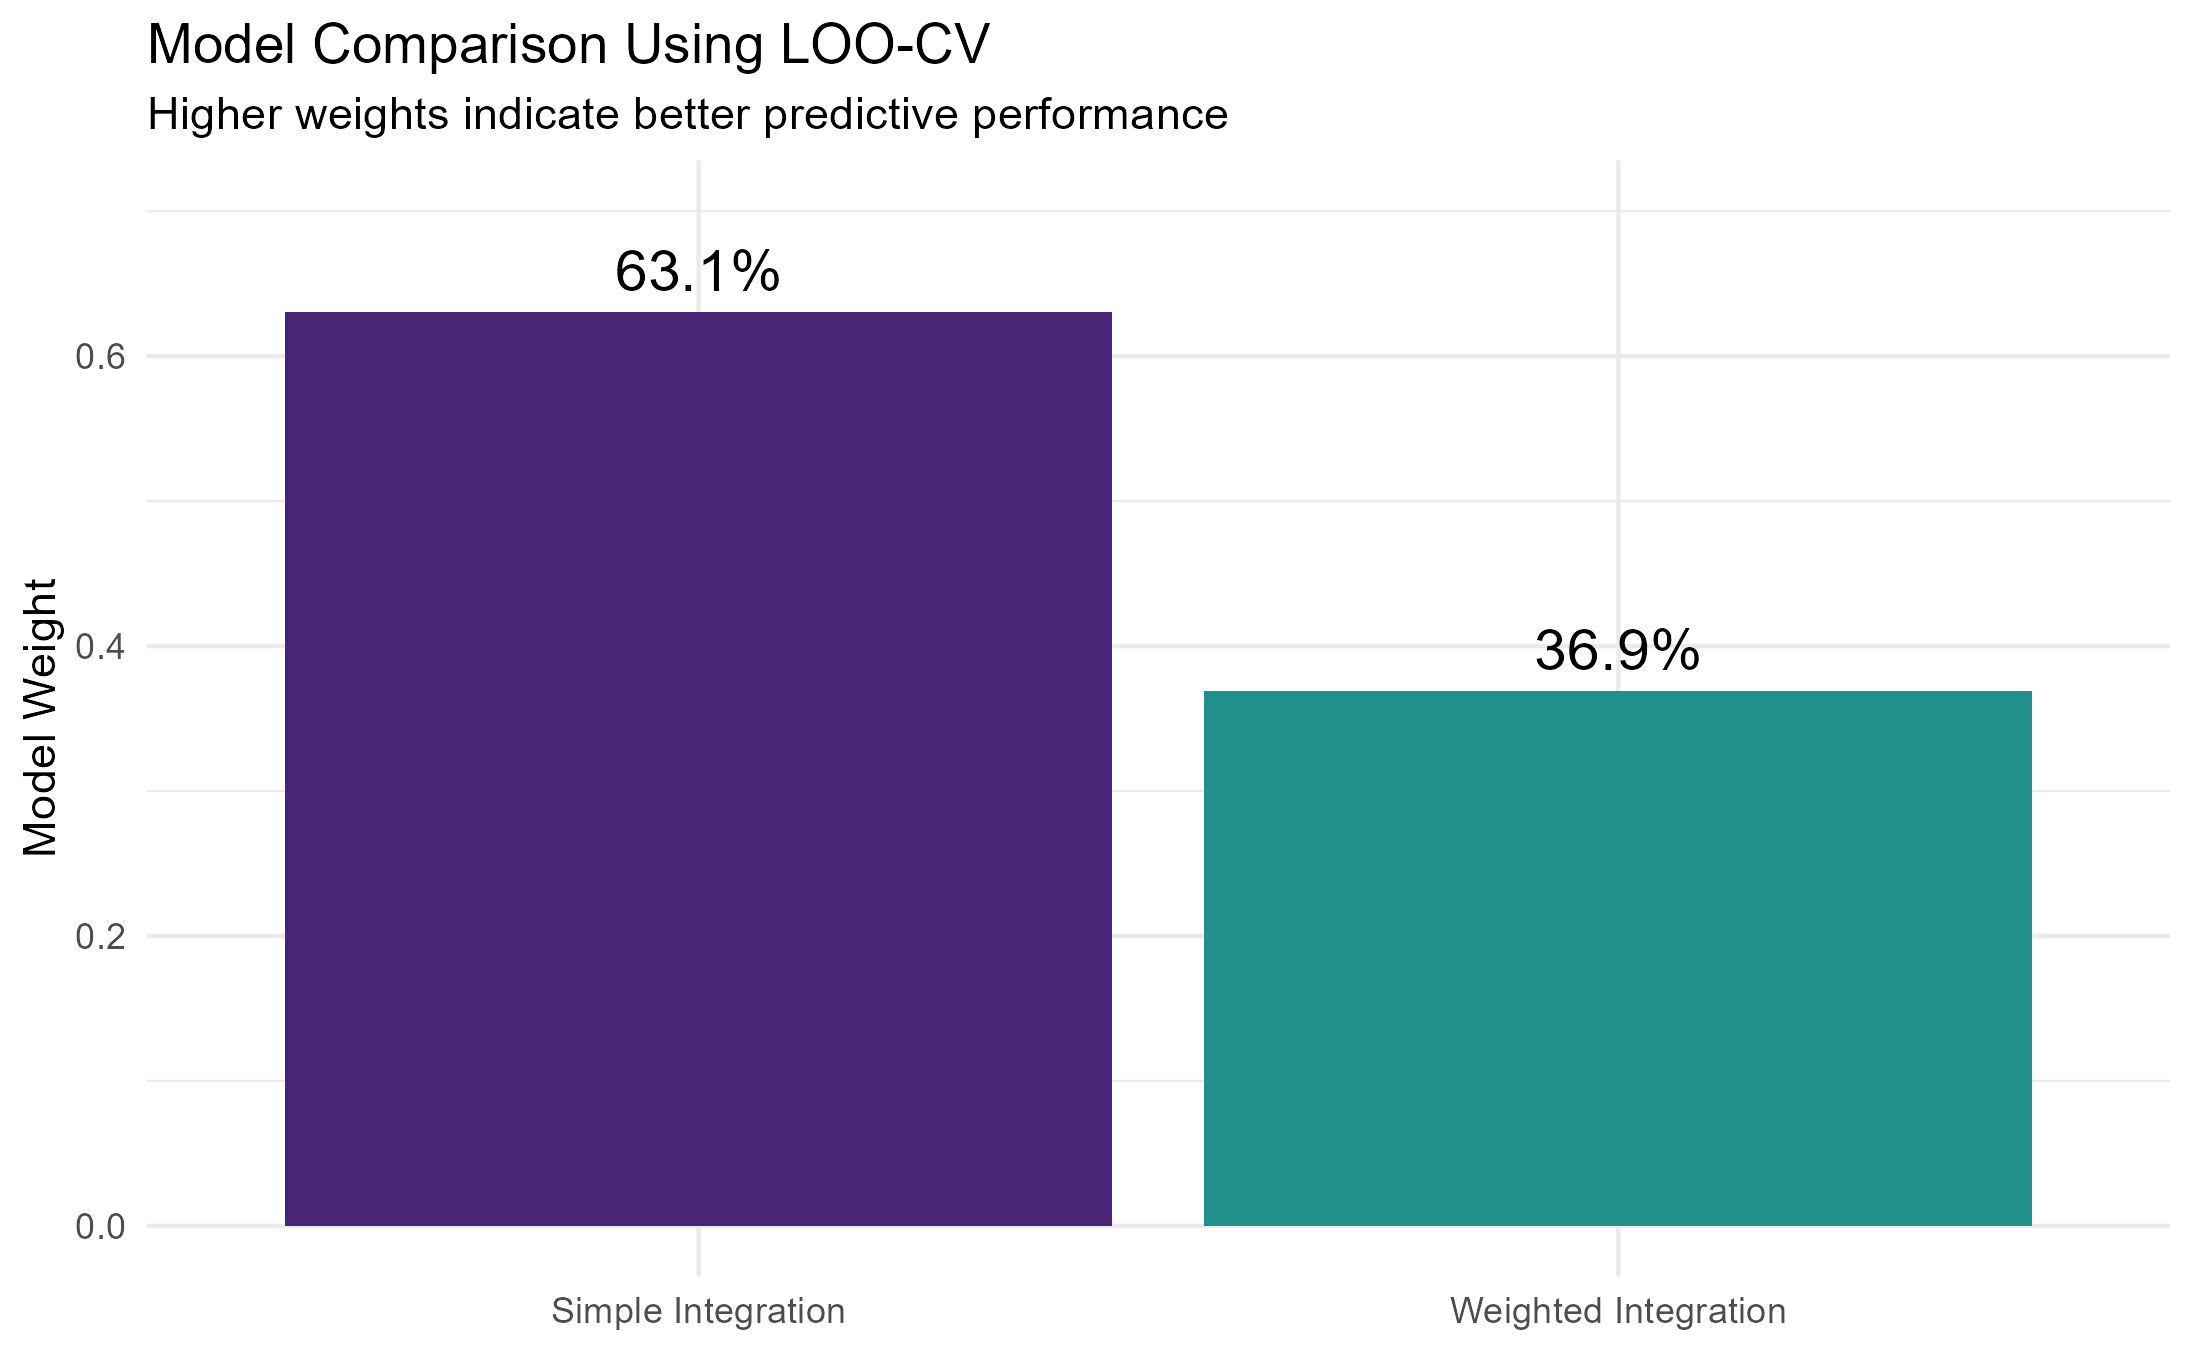 Model Comparison Using LOO-CV
Higher weights indicate better predictive performance
63.1%
36.9%
Model Weight
0.6
0.4
0.2
0.0
Simple Integration
Weighted Integration